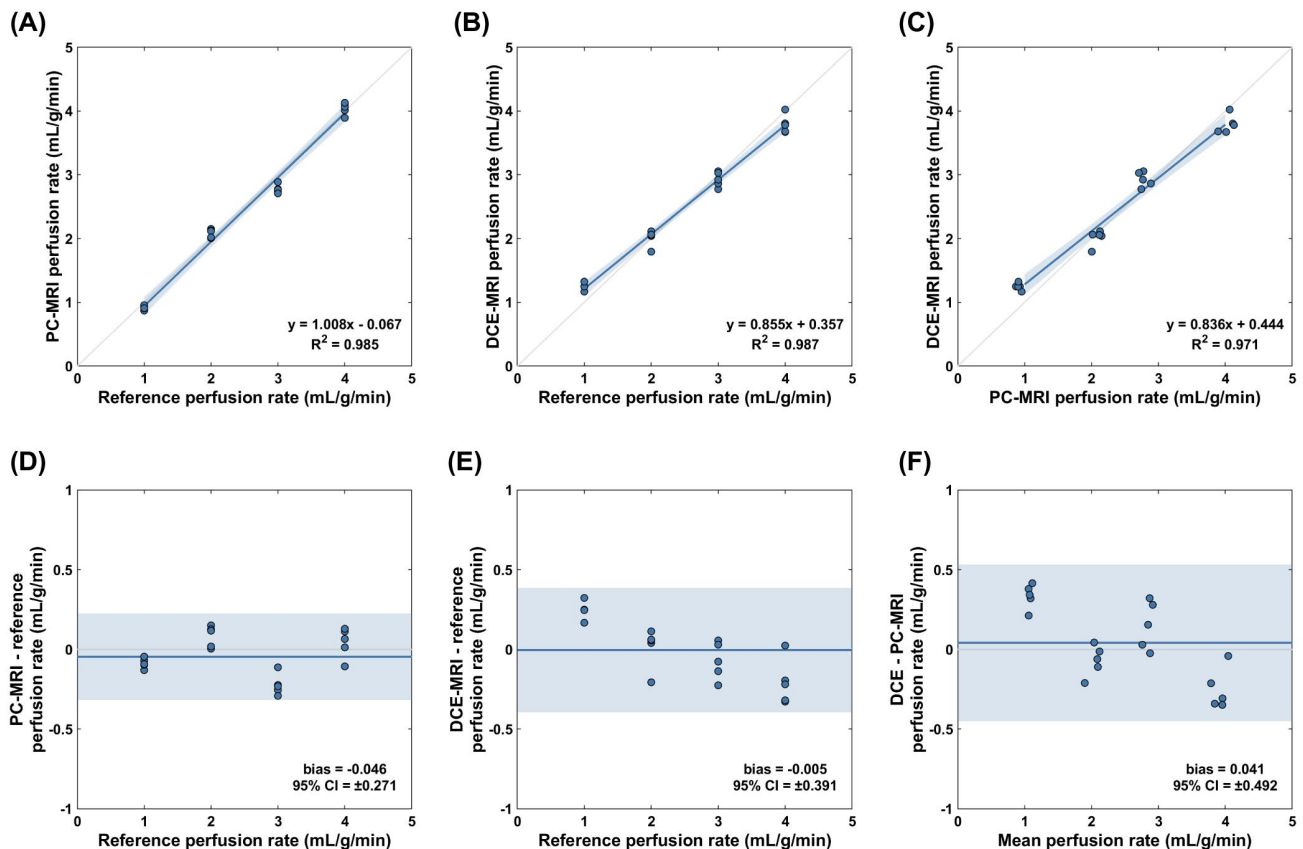 (A)
PC-MRI perfusion rate (mL/g/min)
5
4
3
2
1
0
y = 1.008x - 0.067
R² = 0.985
0 1 2 3 4 5
Reference perfusion rate (mL/g/min)
(B)
DCE-MRI perfusion rate (mL/g/min)
5
4
3
2
1
0
y = 0.855x + 0.357
R² = 0.987
0 1 2 3 4 5
Reference perfusion rate (mL/g/min)
(C)
DCE-MRI perfusion rate (mL/g/min)
5
4
3
2
1
0
y = 0.836x + 0.444
R² = 0.971
0 1 2 3 4 5
PC-MRI perfusion rate (mL/g/min)
(D)
PC-MRI - reference
perfusion rate (mL/g/min)
1
0.5
0
-0.5
-1
bias = -0.046
95% CI = ±0.271
0 1 2 3 4 5
Reference perfusion rate (mL/g/min)
(E)
DCE-MRI - reference
perfusion rate (mL/g/min)
1
0.5
0
-0.5
-1
bias = -0.005
95% CI = ±0.391
0 1 2 3 4 5
Reference perfusion rate (mL/g/min)
(F)
DCE - PC-MRI
perfusion rate (mL/g/min)
1
0.5
0
-0.5
-1
bias = 0.041
95% CI = ±0.492
0 1 2 3 4 5
Mean perfusion rate (mL/g/min)